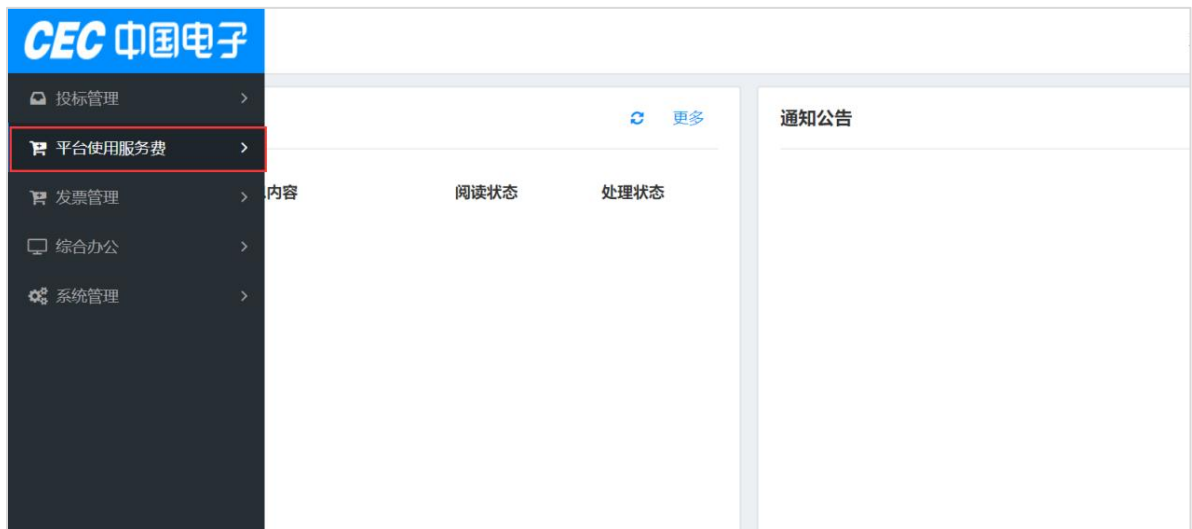 CEC 中国电子
投标管理
平台使用服务费
发票管理
综合办公
系统管理
更多
内容
阅读状态
处理状态
通知公告